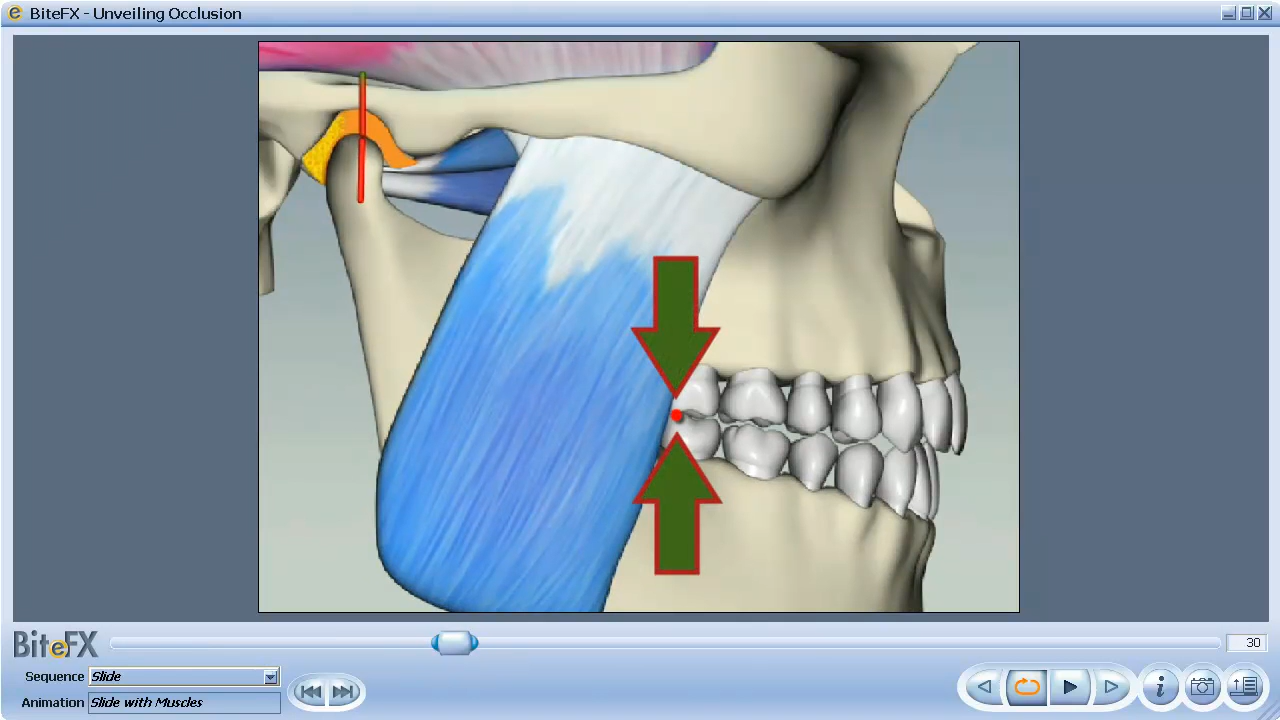 BiteFX - Unveiling Occlusion
BiteFX
30
Sequence Slide
Animation Slide with Muscles